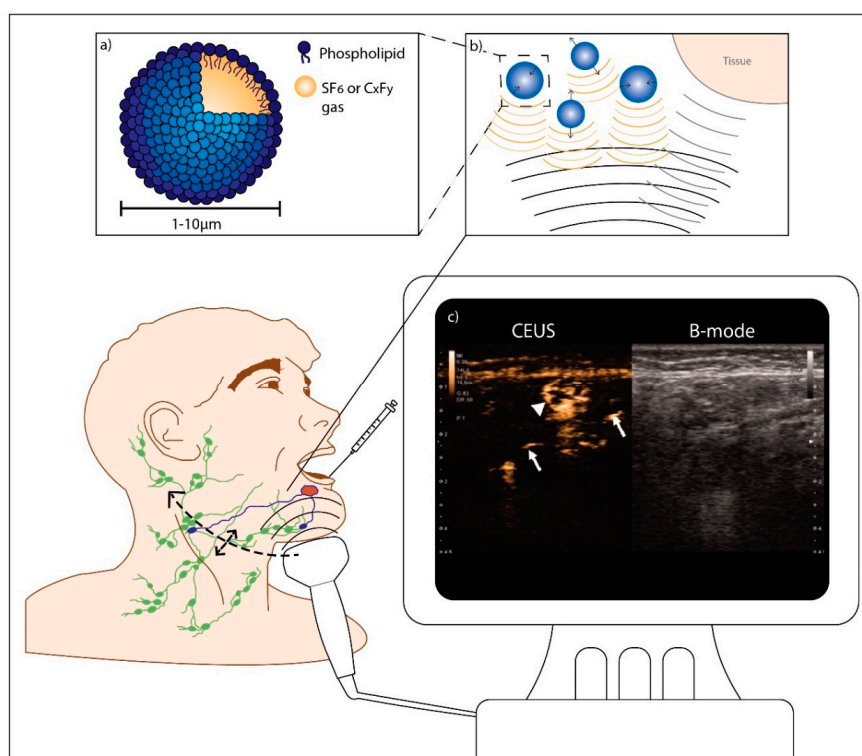 a)
Phospholipid
SF6 or CxFy
gas
1-10µm
b)
Tissue
c)
CEUS
B-mode